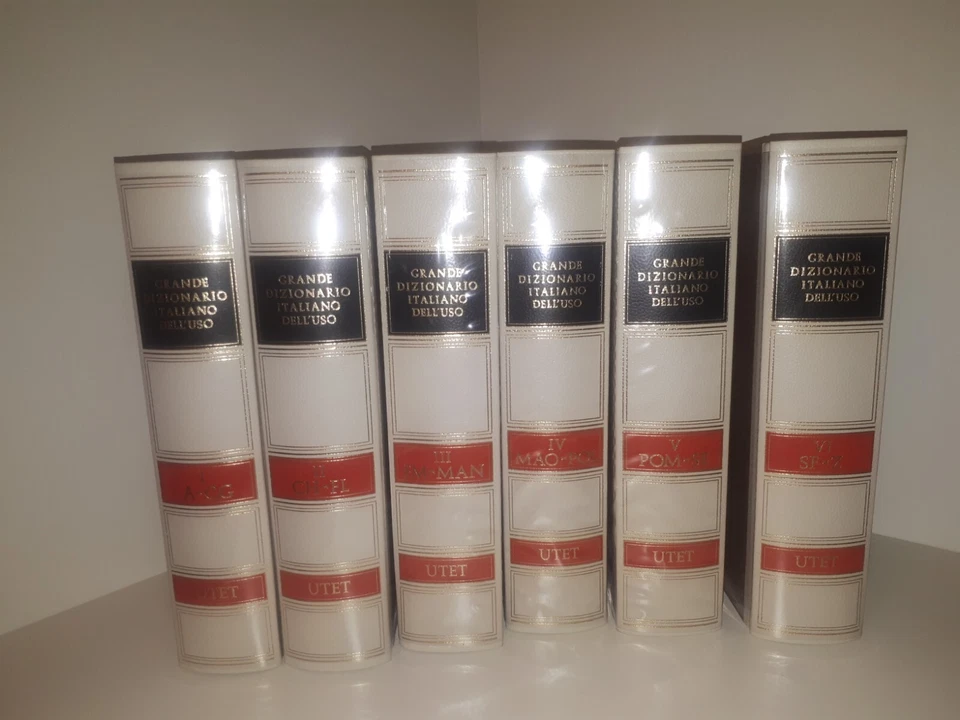 GRANDE
DIZIONARIO
ITALIANO
DELL'USO
UTET
GRANDE
DIZIONARIO
ITALIANO
DELL'USO
II
UTET
GRANDE
DIZIONARIO
ITALIANO
DELL'USO
III
UTET
GRANDE
DIZIONARIO
ITALIANO
DELL'USO
IV
UTET
GRANDE
DIZIONARIO
ITALIANO
DELL'USO
V
UTET
GRANDE
DIZIONARIO
ITALIANO
DELL'USO
VI
UTET